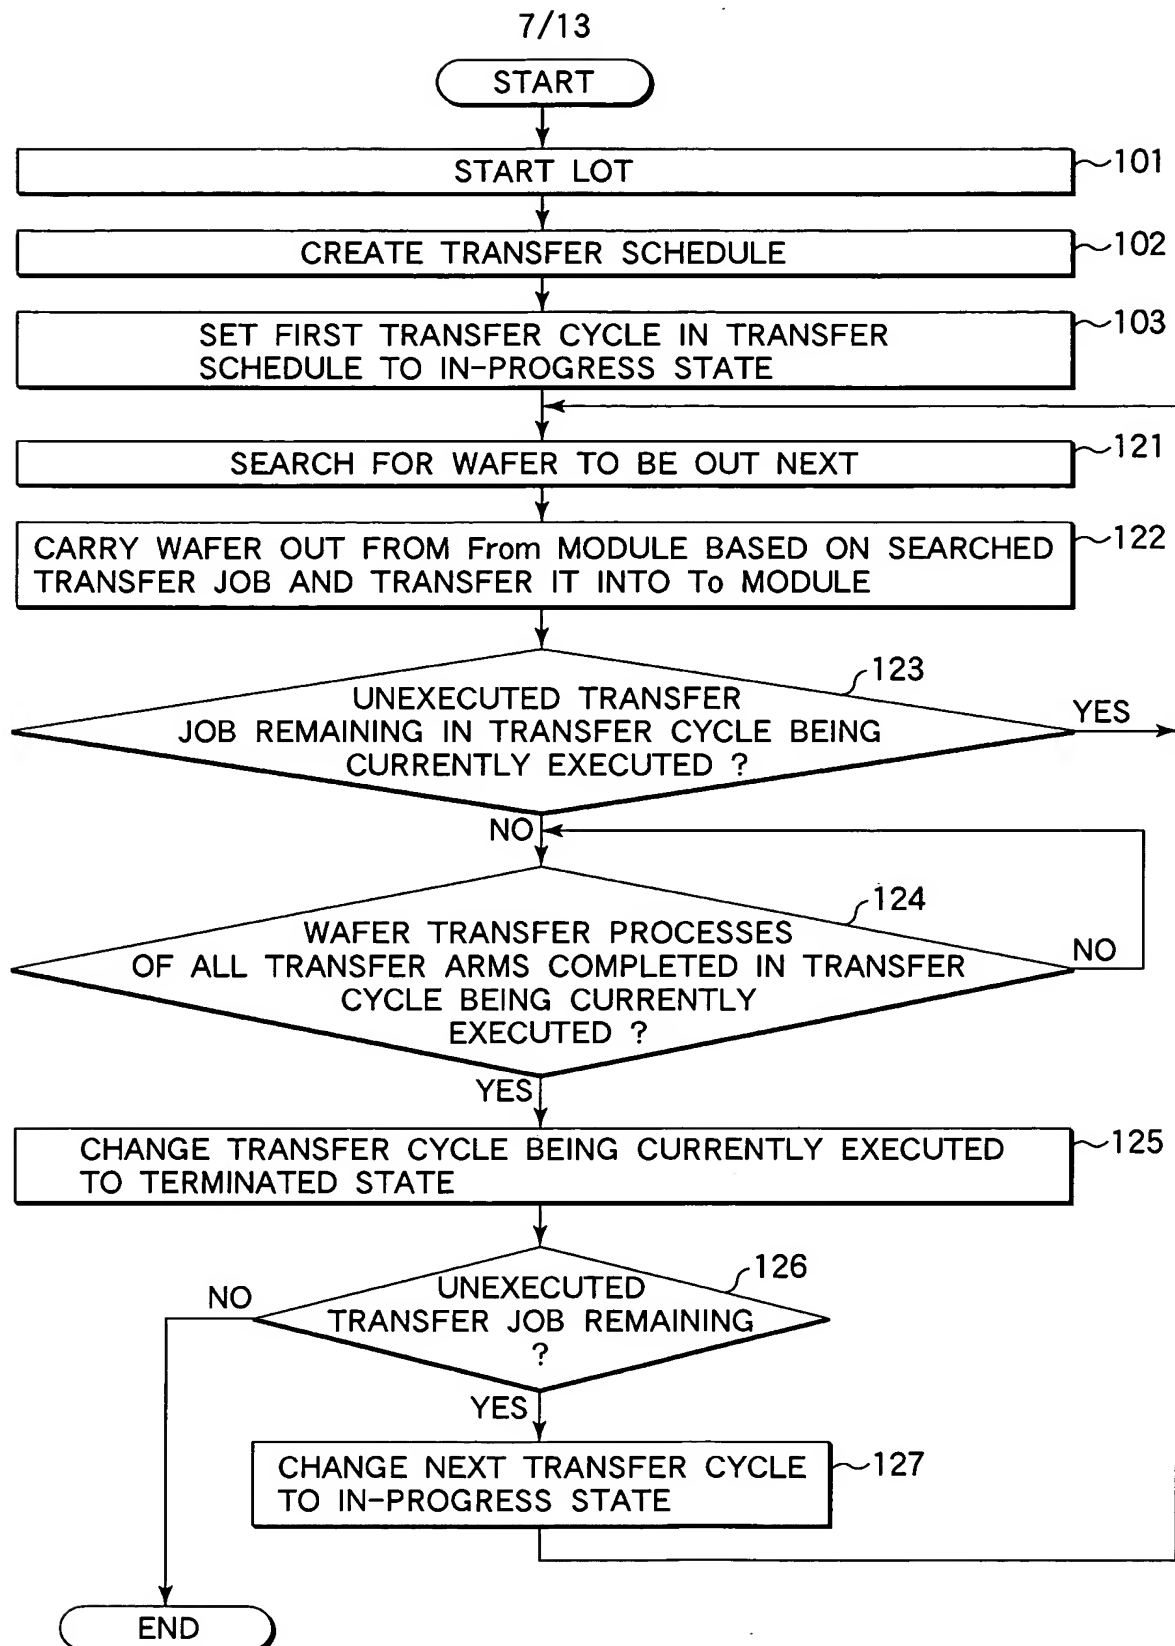 7/13
START
START LOT
101
CREATE TRANSFER SCHEDULE
102
SET FIRST TRANSFER CYCLE IN TRANSFER
SCHEDULE TO IN-PROGRESS STATE
103
SEARCH FOR WAFER TO BE OUT NEXT
121
CARRY WAFER OUT FROM From MODULE BASED ON SEARCHED
TRANSFER JOB AND TRANSFER IT INTO To MODULE
122
123
UNEXECUTED TRANSFER
JOB REMAINING IN TRANSFER CYCLE BEING
CURRENTLY EXECUTED ?
YES
NO
124
WAFER TRANSFER PROCESSES
OF ALL TRANSFER ARMS COMPLETED IN TRANSFER
CYCLE BEING CURRENTLY
EXECUTED ?
NO
YES
CHANGE TRANSFER CYCLE BEING CURRENTLY EXECUTED
TO TERMINATED STATE
125
126
UNEXECUTED
TRANSFER JOB REMAINING
?
NO
YES
CHANGE NEXT TRANSFER CYCLE
TO IN-PROGRESS STATE
127
END